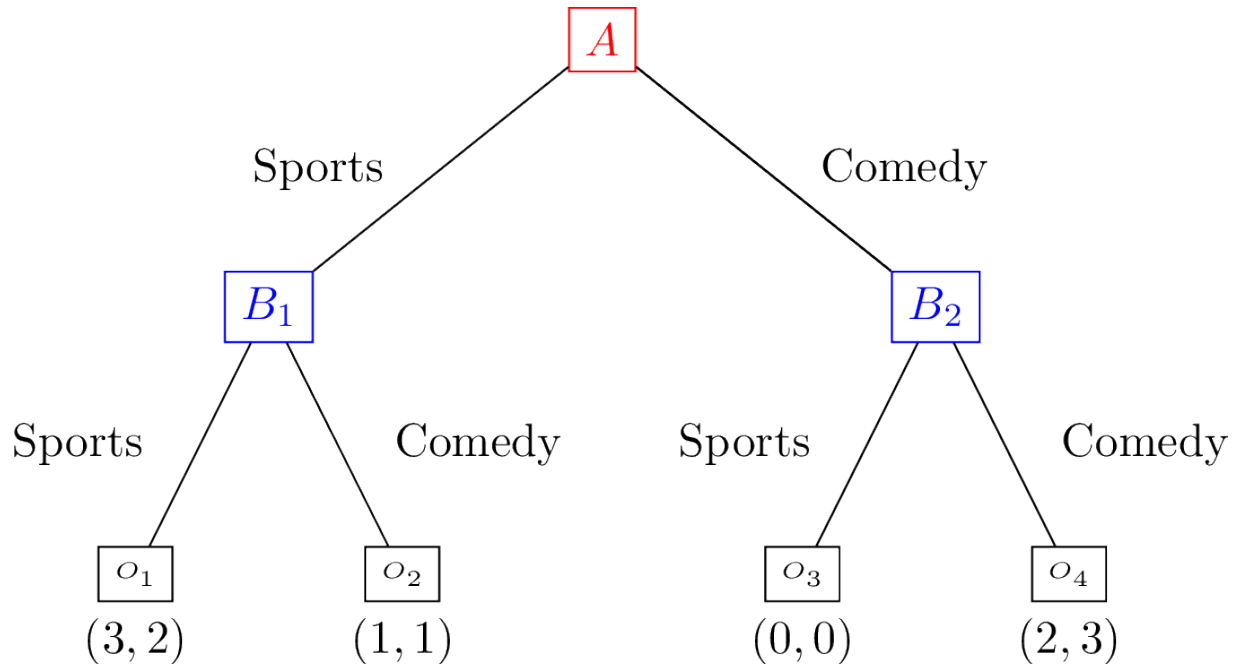 A
Sports Comedy
B₁ B₂
Sports Comedy Sports Comedy
o₁ o₂ o₃ o₄
(3, 2) (1, 1) (0, 0) (2, 3)